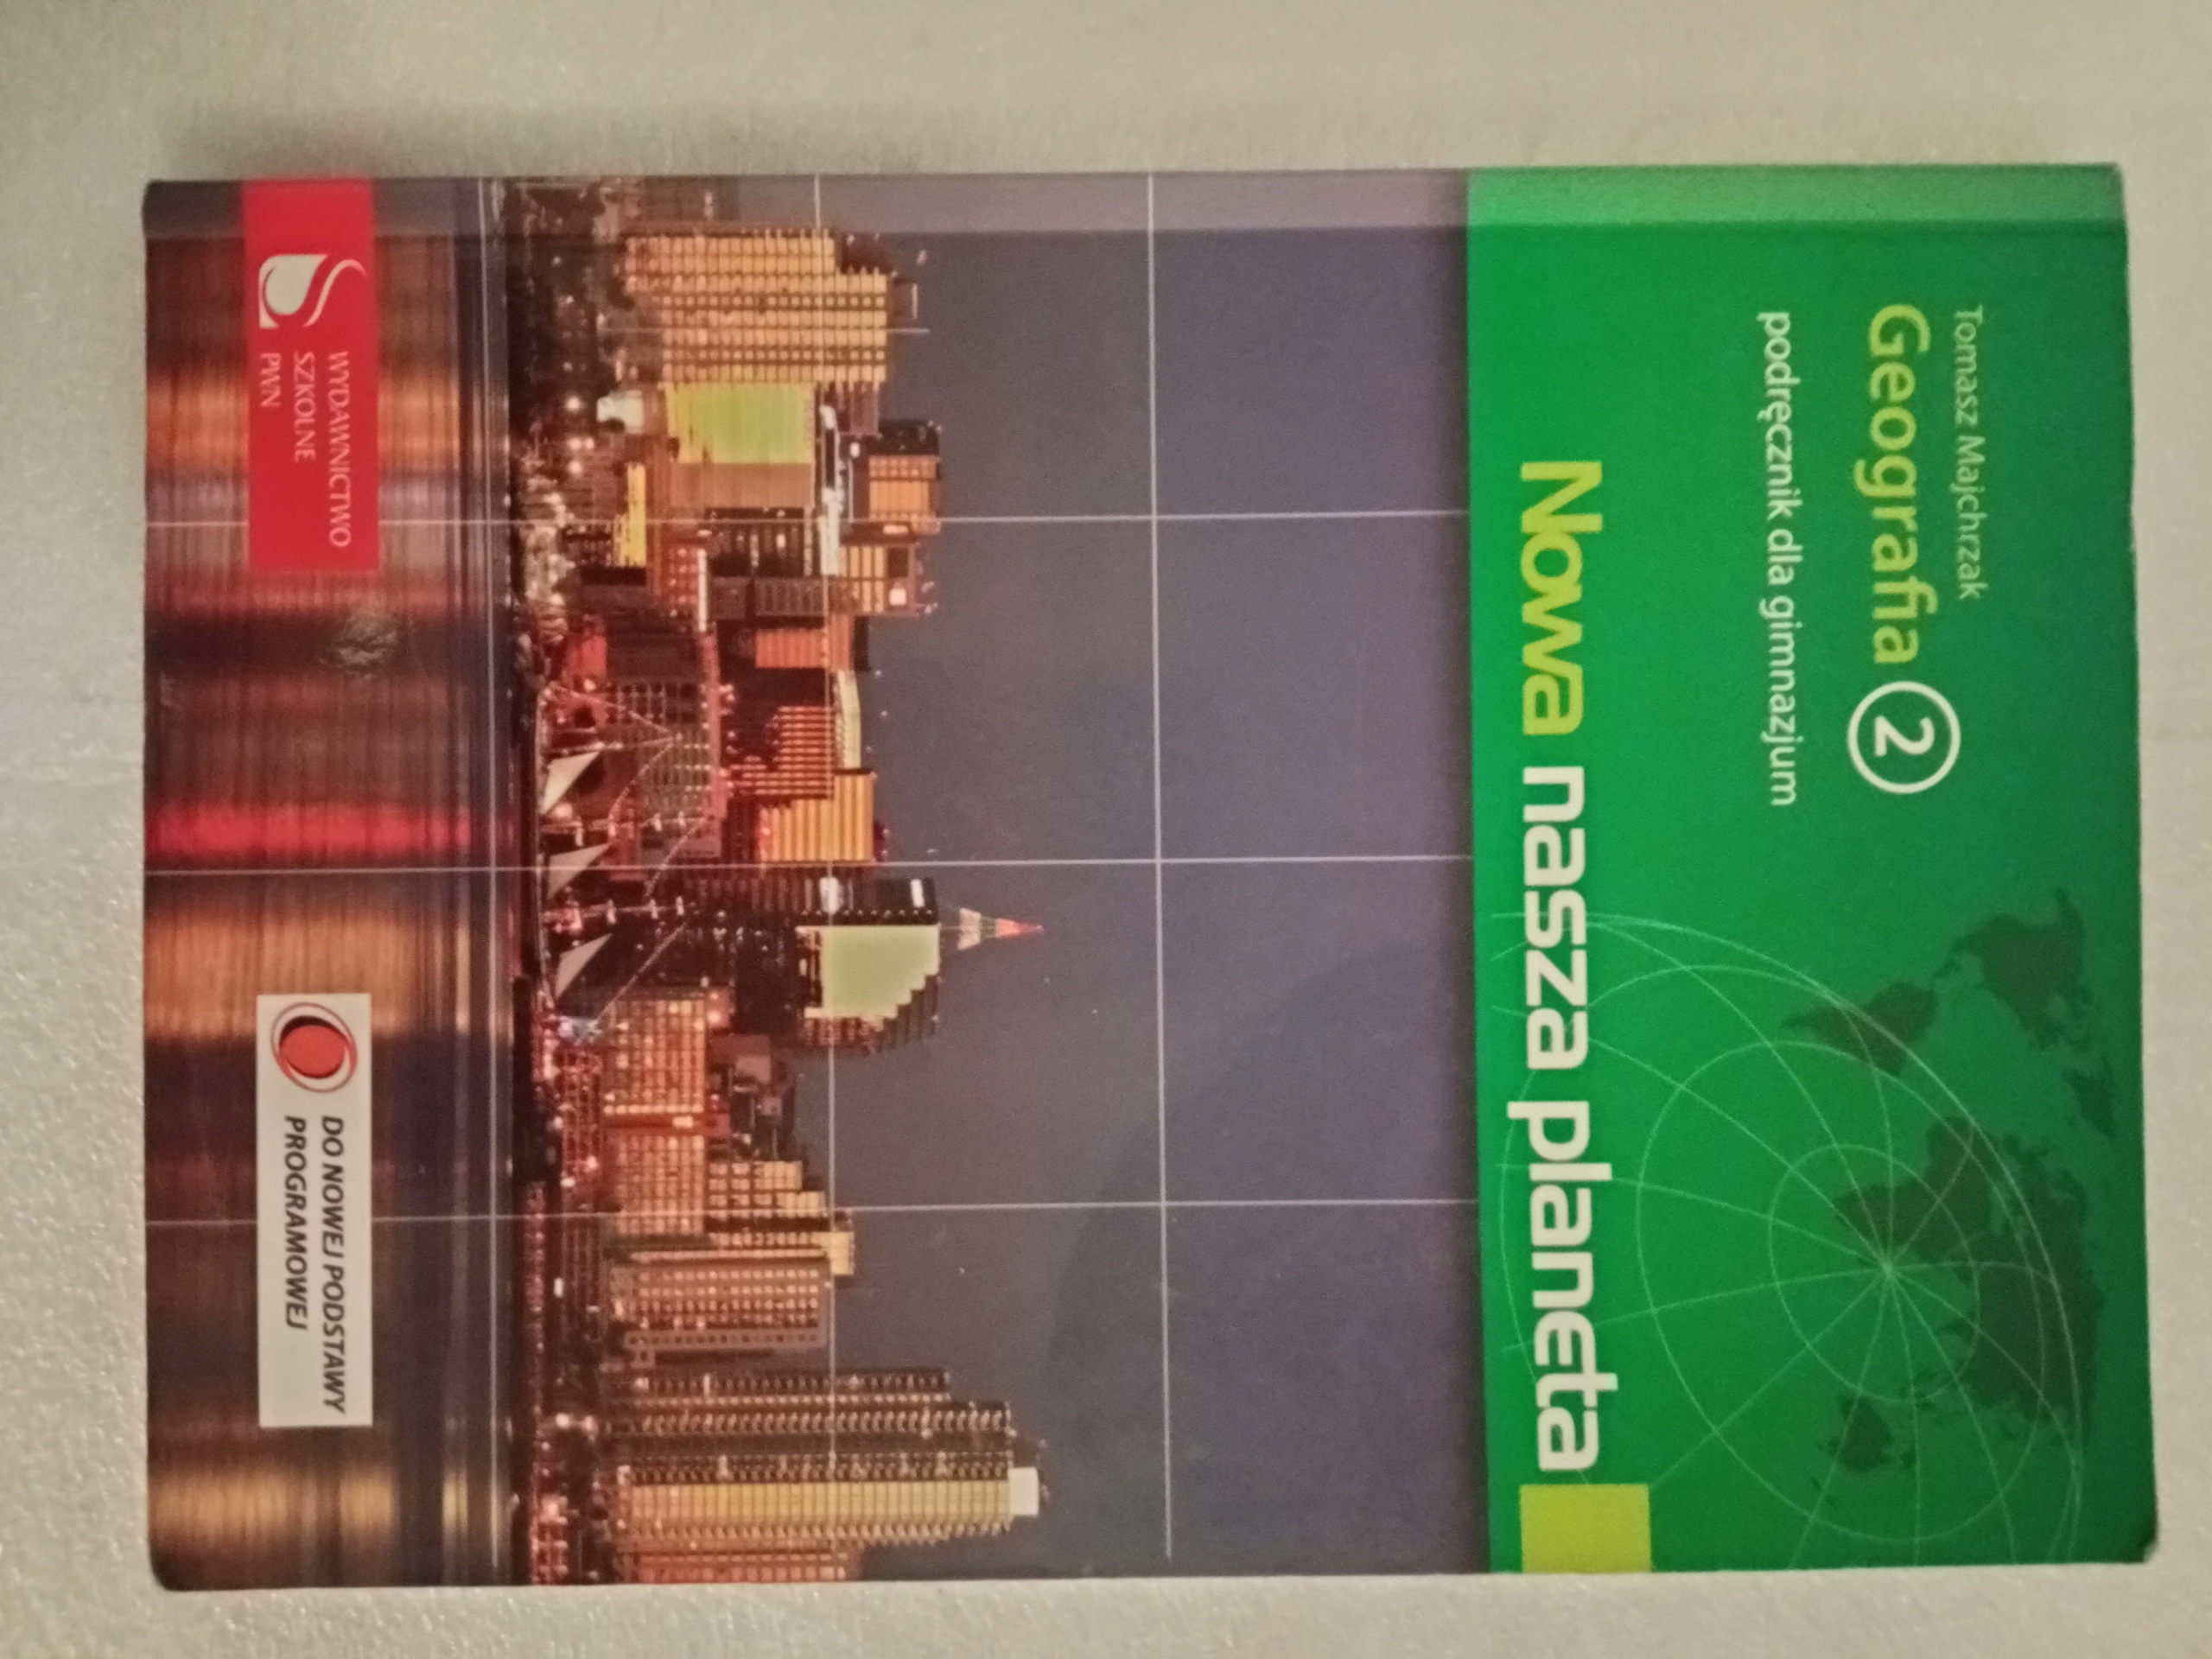 Tomasz Majchrzak
Geografia 2
podręcznik dla gimnazjum
Nowa nasza planeta
WYDAWNICTWO
SZKOLNE
PWN
DO NOWEJ PODSTAWY
PROGRAMOWEJ